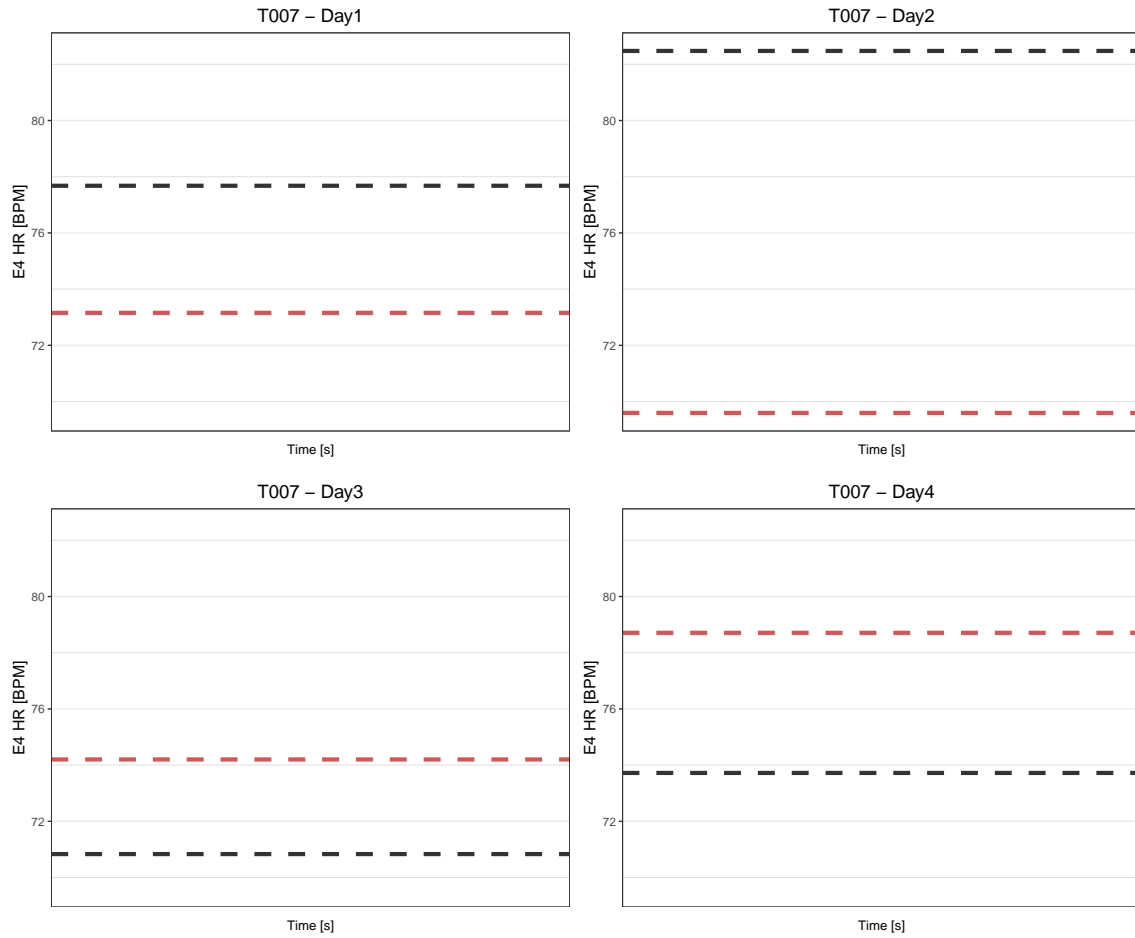 T007 – Day1
80
76
72
E4 HR [BPM]
Time [s]
T007 – Day2
80
76
72
E4 HR [BPM]
Time [s]
T007 – Day3
80
76
72
E4 HR [BPM]
Time [s]
T007 – Day4
80
76
72
E4 HR [BPM]
Time [s]